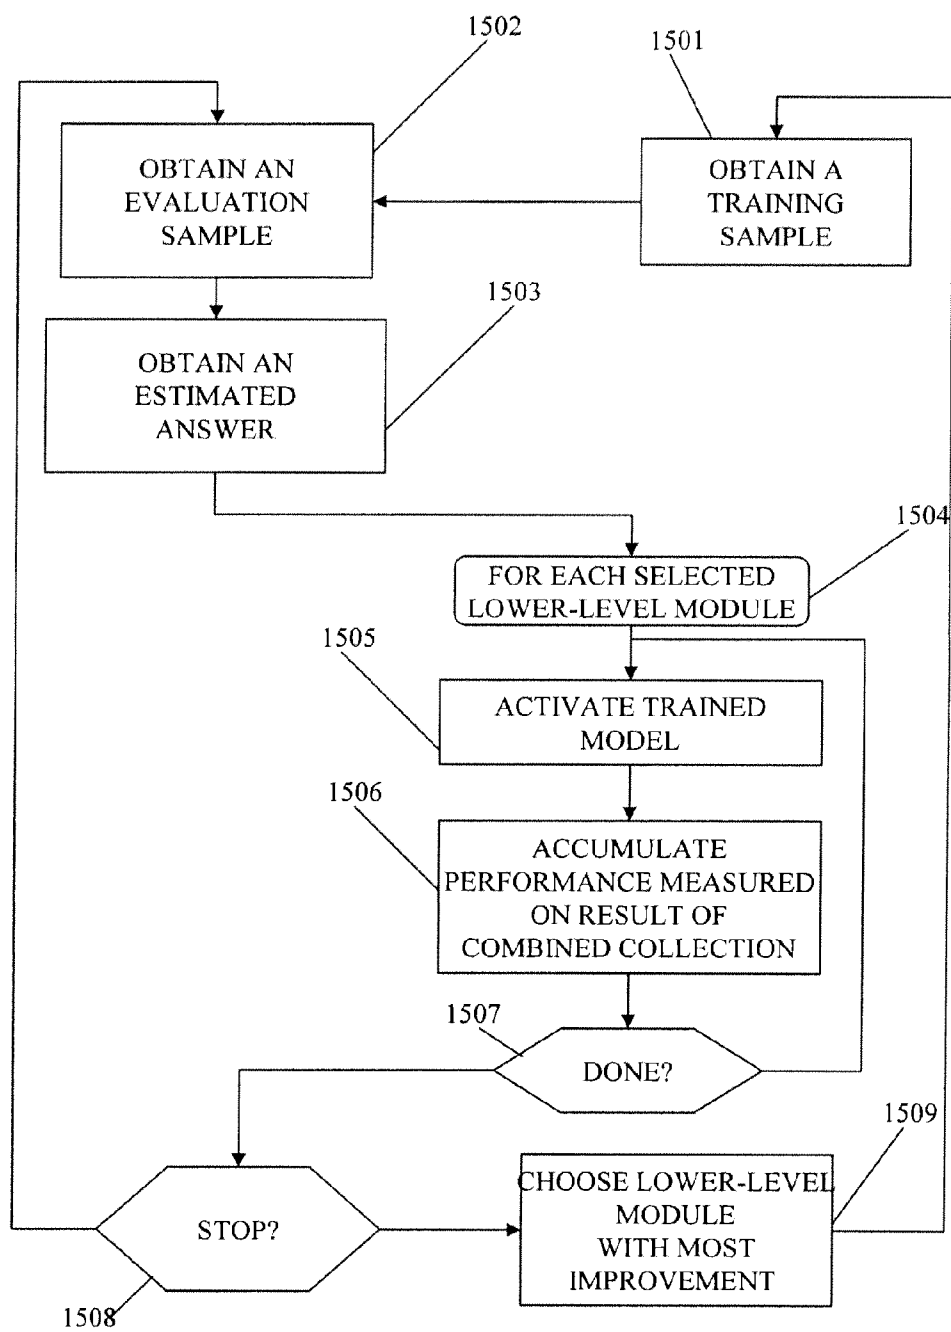 1502
1501
OBTAIN AN
EVALUATION
SAMPLE
OBTAIN A
TRAINING
SAMPLE
1503
OBTAIN AN
ESTIMATED
ANSWER
1504
FOR EACH SELECTED
LOWER-LEVEL MODULE
1505
ACTIVATE TRAINED
MODEL
1506
ACCUMULATE
PERFORMANCE MEASURED
ON RESULT OF
COMBINED COLLECTION
1507
DONE?
1509
CHOOSE LOWER-LEVEL
MODULE
WITH MOST
IMPROVEMENT
STOP?
1508